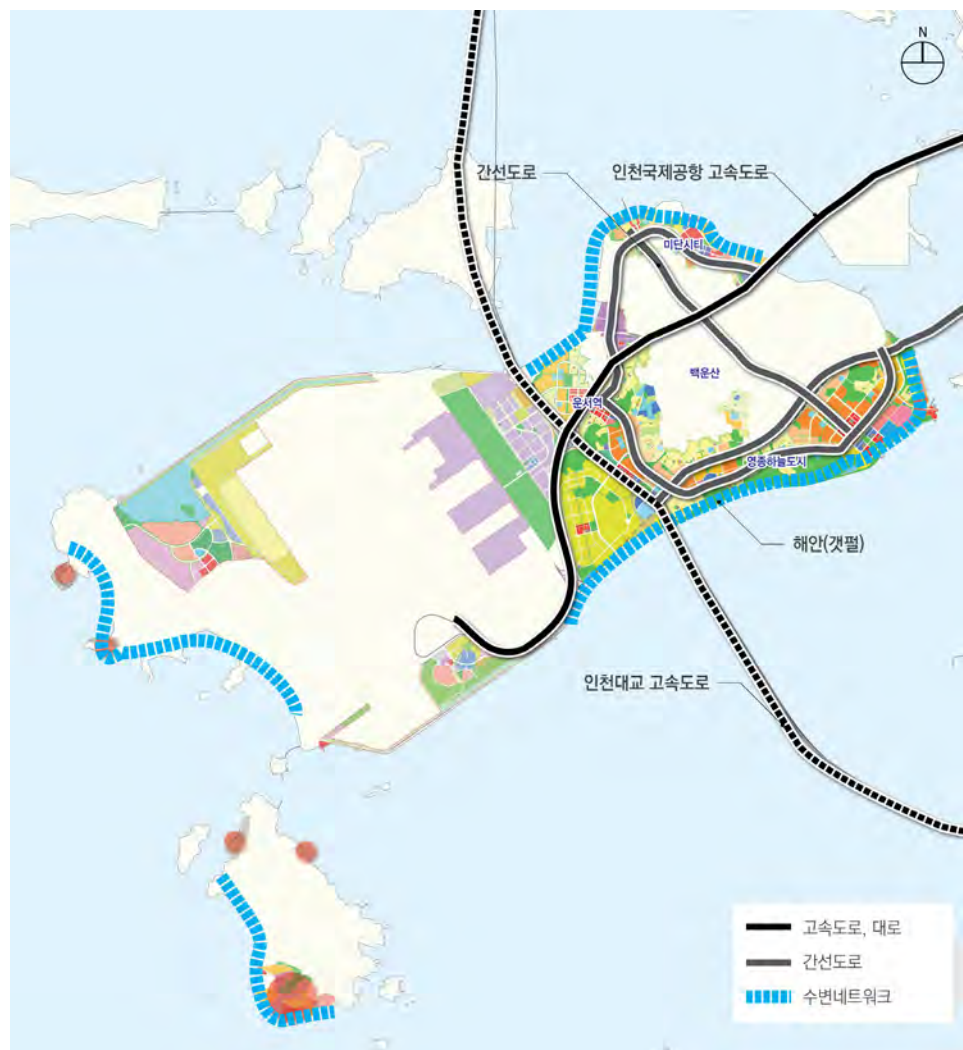 N
간선도로
인천국제공항 고속도로
미단시티
백운산
운서역
영종하늘도시
해안(갯펄)
인천대교 고속도로
고속도로, 대로
간선도로
수변네트워크